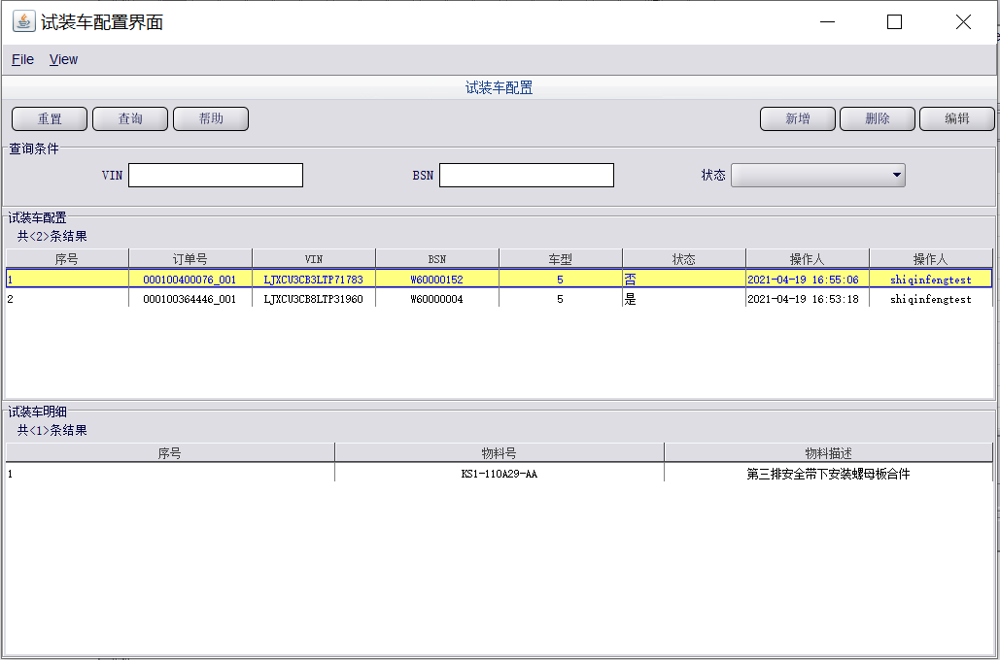 试装车配置界面
File View
试装车配置
重置 查询 帮助 新增 删除 编辑
查询条件
VIN BSN 状态
试装车配置
共<2>条结果
序号 订单号 VIN BSN 车型 状态 操作人 操作人
1 000100400076_001 LJXCU3CB3LTP71783 W60000152 5 否 2021-04-19 16:55:06 shiqinfengtest
2 000100364446_001 LJXCU3CB8LTP31960 W60000004 5 是 2021-04-19 16:53:18 shiqinfengtest
试装车明细
共<1>条结果
序号 物料号 物料描述
1 KS1-110A29-AA 第三排安全带下安装螺母板合件